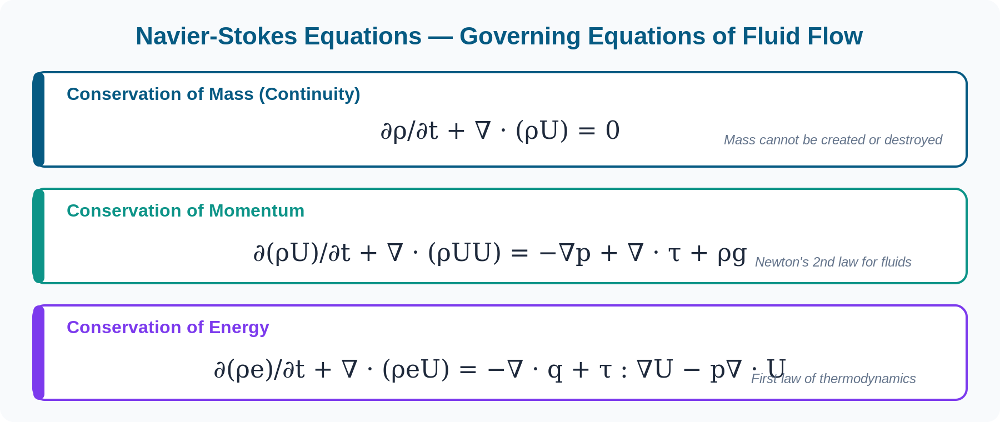 Navier-Stokes Equations — Governing Equations of Fluid Flow
Conservation of Mass (Continuity)
∂ρ/∂t + ∇ · (ρU) = 0
Mass cannot be created or destroyed
Conservation of Momentum
∂(ρU)/∂t + ∇ · (ρUU) = −∇p + ∇ · τ + ρg
Newton's 2nd law for fluids
Conservation of Energy
∂(ρe)/∂t + ∇ · (ρeU) = −∇ · q + τ : ∇U − p∇ · U
First law of thermodynamics